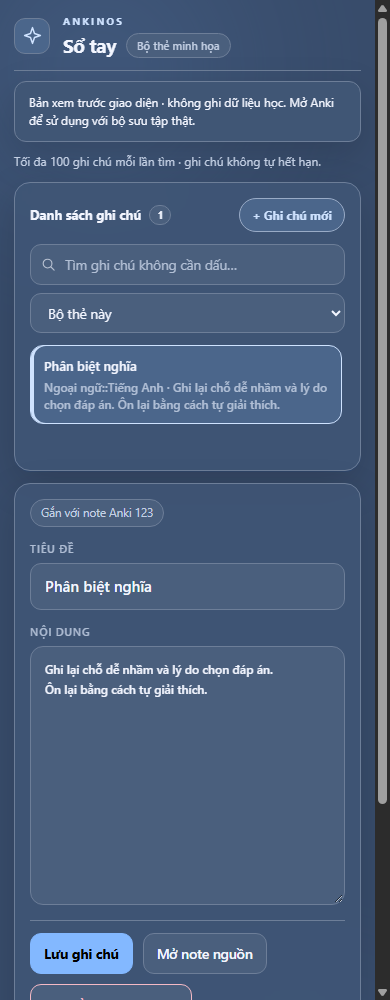 ANKINOS
Sổ tay
Bộ thẻ minh họa
Bản xem trước giao diện · không ghi dữ liệu học. Mở Anki
để sử dụng với bộ sưu tập thật.
Tối đa 100 ghi chú mỗi lần tìm · ghi chú không tự hết hạn.
Danh sách ghi chú
1
+ Ghi chú mới
Tìm ghi chú không cần dấu...
Bộ thẻ này
Phân biệt nghĩa
Ngoại ngữ::Tiếng Anh · Ghi lại chỗ dễ nhầm và lý do
chọn đáp án. Ôn lại bằng cách tự giải thích.
Gắn với note Anki 123
TIÊU ĐỀ
Phân biệt nghĩa
NỘI DUNG
Ghi lại chỗ dễ nhầm và lý do chọn đáp án.
Ôn lại bằng cách tự giải thích.
Lưu ghi chú
Mở note nguồn